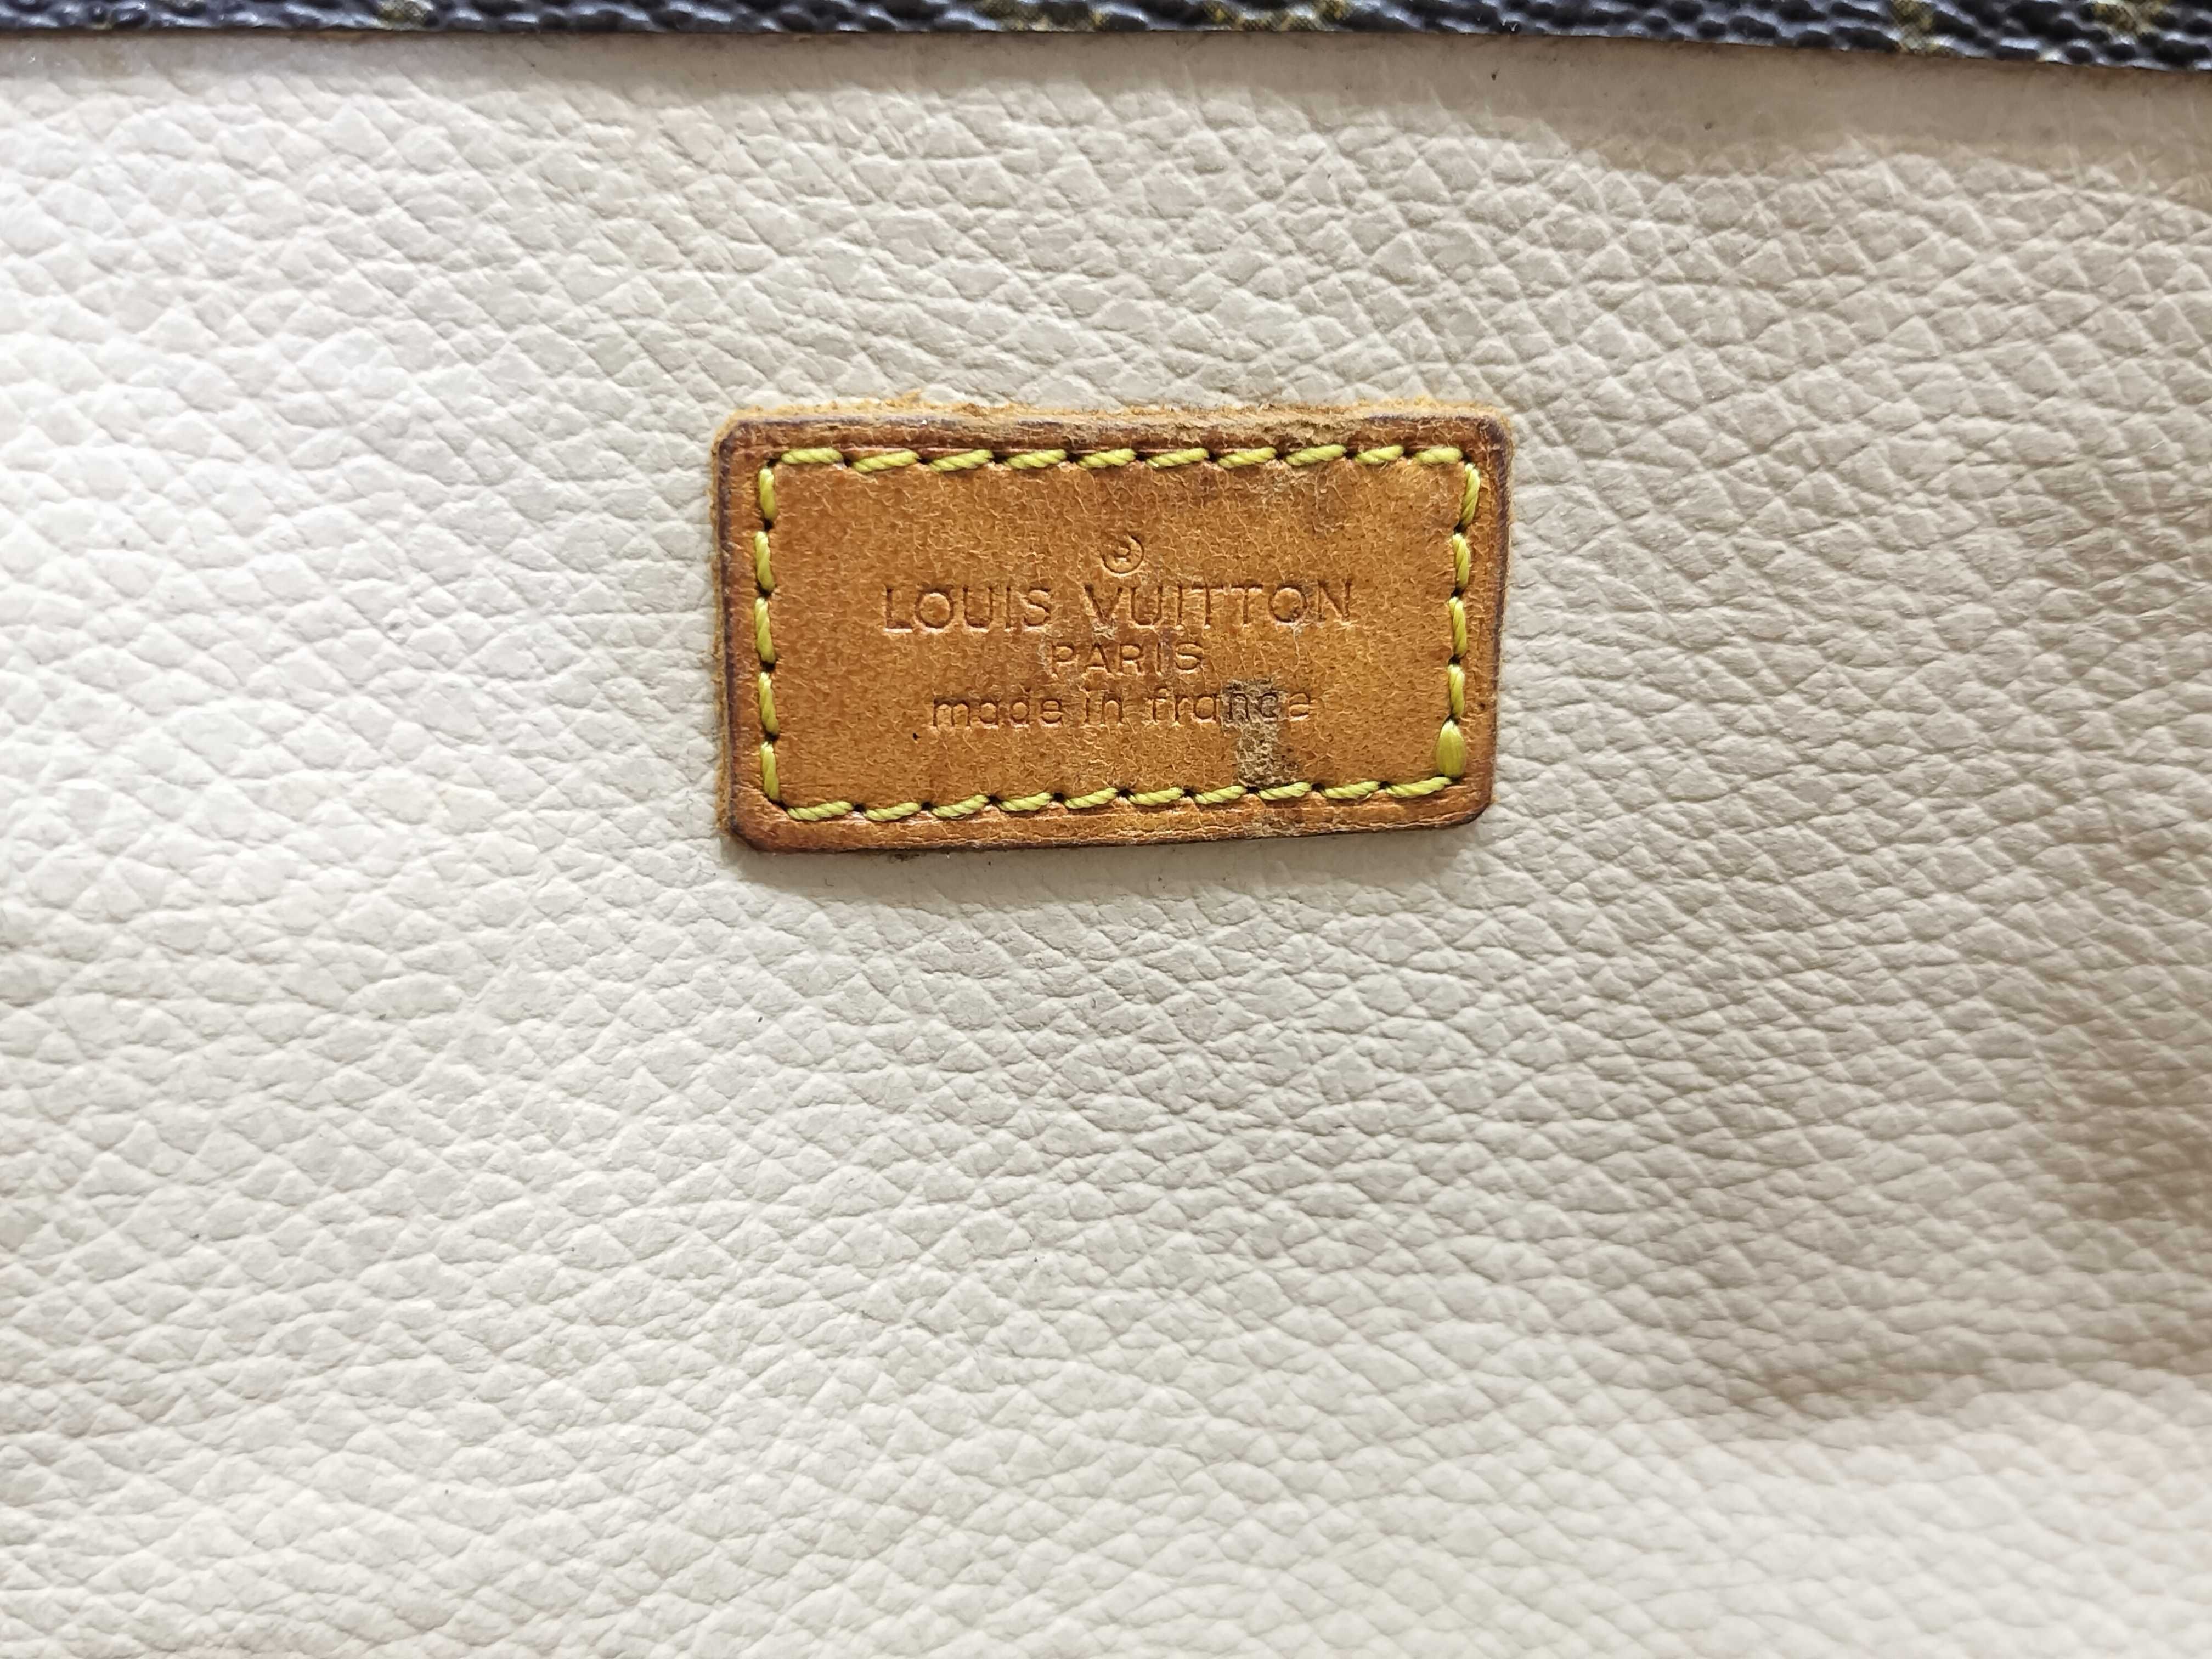 ®
LOUIS VUITTON
PARIS
made in france